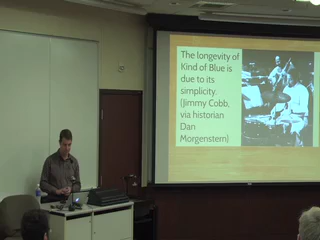 The longevity of
Kind of Blue is
due to its
simplicity.
(Jimmy Cobb,
via historian
Dan
Morgenstern)